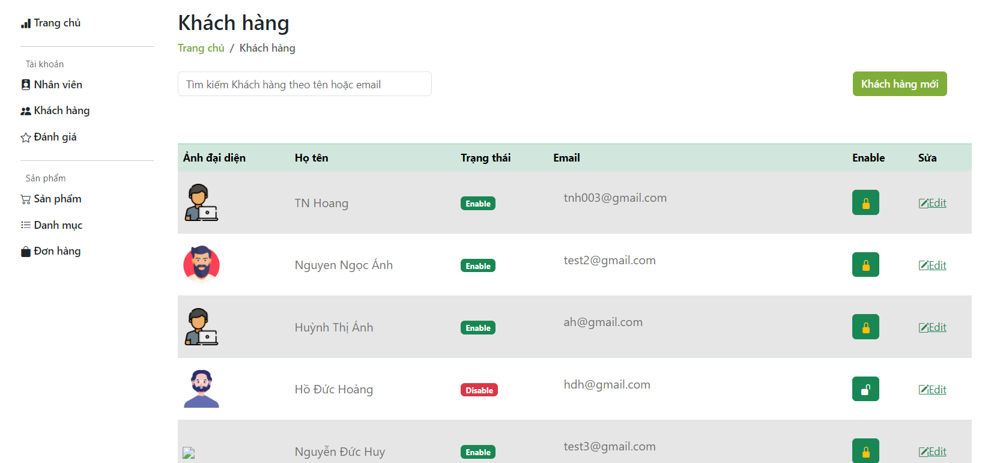 Trang chủ
Tài khoản
Nhân viên
Khách hàng
Đánh giá
Sản phẩm
Sản phẩm
Danh mục
Đơn hàng
Khách hàng
Trang chủ / Khách hàng
Tìm kiếm Khách hàng theo tên hoặc email
Khách hàng mới
Ảnh đại diện Họ tên Trạng thái Email Enable Sửa
TN Hoang Enable tnh003@gmail.com Edit
Nguyen Ngọc Ánh Enable test2@gmail.com Edit
Huỳnh Thị Ánh Enable ah@gmail.com Edit
Hồ Đức Hoàng Disable hdh@gmail.com Edit
Nguyễn Đức Huy Enable test3@gmail.com Edit